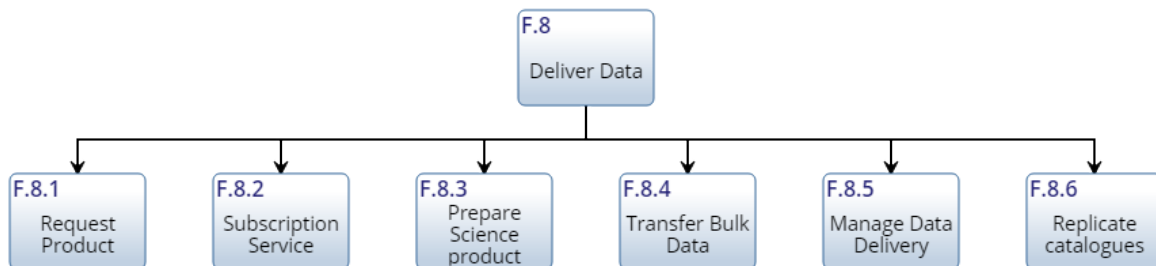 F.8
Deliver Data
F.8.1
Request
Product
F.8.2
Subscription
Service
F.8.3
Prepare
Science
product
F.8.4
Transfer Bulk
Data
F.8.5
Manage Data
Delivery
F.8.6
Replicate
catalogues